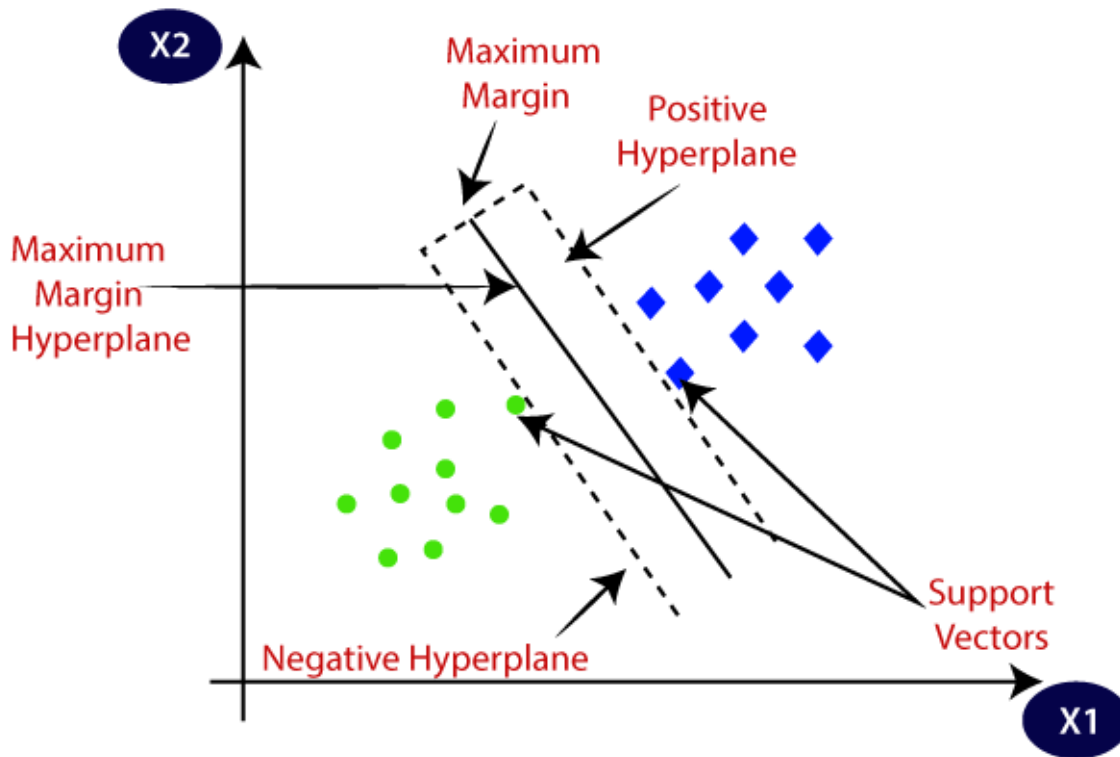 X2
Maximum
Margin
Positive
Hyperplane
Maximum
Margin
Hyperplane
Support
Vectors
Negative Hyperplane
X1